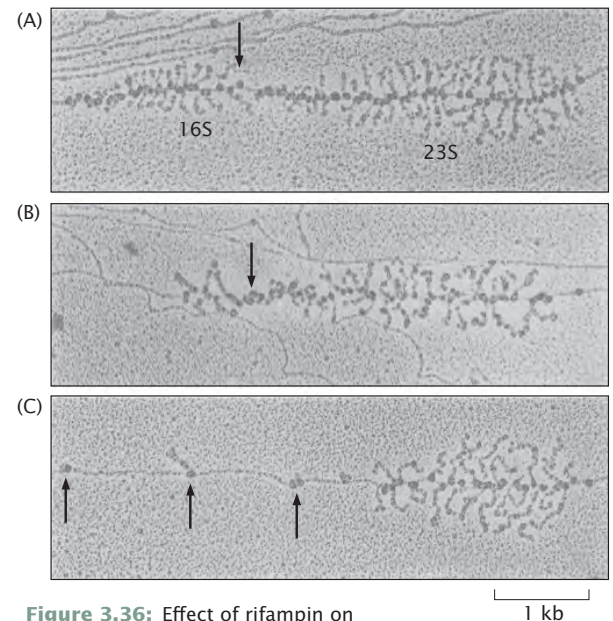 (A)
16S
23S
(B)
(C)
Figure 3.36: Effect of rifampin on
1 kb